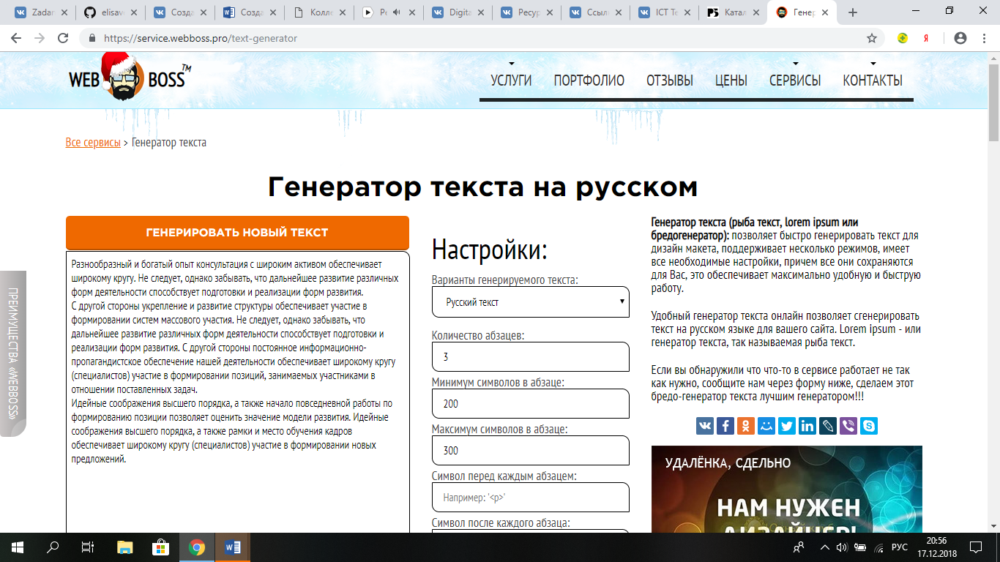 Zadan
elisav
Созда
Созда
Колле
Ре
Digita
Ресур
Ссыл
ICT Te
Катал
Генер
https://service.webboss.pro/text-generator
WEB BOSS™
УСЛУГИ ПОРТФОЛИО ОТЗЫВЫ ЦЕНЫ СЕРВИСЫ КОНТАКТЫ
Все сервисы > Генератор текста
Генератор текста на русском
ГЕНЕРИРОВАТЬ НОВЫЙ ТЕКСТ
Разнообразный и богатый опыт консультация с широким активом обеспечивает
широкому кругу. Не следует, однако забывать, что дальнейшее развитие различных
форм деятельности способствует подготовки и реализации форм развития.
С другой стороны укрепление и развитие структуры обеспечивает участие в
формировании систем массового участия. Не следует, однако забывать, что
дальнейшее развитие различных форм деятельности способствует подготовки и
реализации форм развития. С другой стороны постоянное информационно-
пропагандистское обеспечение нашей деятельности обеспечивает широкому кругу
(специалистов) участие в формировании позиций, занимаемых участниками в
отношении поставленных задач.
Идейные соображения высшего порядка, а также начало повседневной работы по
формированию позиции позволяет оценить значение модели развития. Идейные
соображения высшего порядка, а также рамки и место обучения кадров
обеспечивает широкому кругу (специалистов) участие в формировании новых
предложений.
ПРЕИМУЩЕСТВА «WEBBOSS»
Настройки:
Варианты генерируемого текста:
Русский текст
Количество абзацев:
3
Минимум символов в абзаце:
200
Максимум символов в абзаце:
300
Символ перед каждым абзацем:
Например: '<p>'
Символ после каждого абзаца:
Генератор текста (рыба текст, lorem ipsum или
бредогенератор): позволяет быстро генерировать текст для
дизайн макета, поддерживает несколько режимов, имеет
все необходимые настройки, причем все они сохраняются
для Вас, это обеспечивает максимально удобную и быструю
работу.
Удобный генератор текста онлайн позволяет сгенерировать
текст на русском языке для вашего сайта. Lorem ipsum - или
генератор текста, так называемая рыба текст.
Если вы обнаружили что что-то в сервисе работает не так
как нужно, сообщите нам через форму ниже, сделаем этот
бредо-генератор текста лучшим генератором!!!
УДАЛЁНКА, СДЕЛЬНО
НАМ НУЖЕН
ДИЗАЙНЕР!
РУС
20:56
17.12.2018